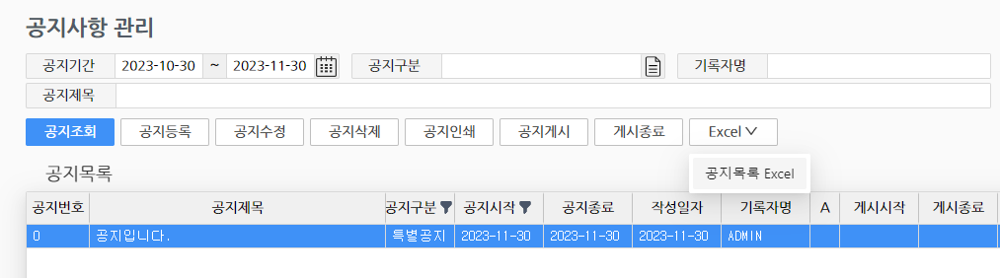 공지사항 관리
공지기간 2023-10-30 ~ 2023-11-30 공지구분 기록자명
공지제목
공지조회 공지등록 공지수정 공지삭제 공지인쇄 공지게시 게시종료 Excel
공지목록 Excel
공지목록
공지번호 공지제목 공지구분 공지시작 공지종료 작성일자 기록자명 A 게시시작 게시종료
0 공지입니다. 특별공지 2023-11-30 2023-11-30 2023-11-30 ADMIN